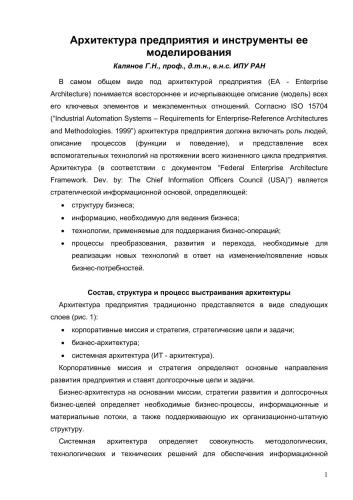 Архитектура предприятия и инструменты ее
моделирования
Калянов Г.Н., проф., д.т.н., в.н.с. ИПУ РАН
В самом общем виде под архитектурой предприятия (EA - Enterprise
Architecture) понимается всестороннее и исчерпывающее описание (модель) всех
его ключевых элементов и межэлементных отношений. Согласно ISO 15704
("Industrial Automation Systems – Requirements for Enterprise-Reference Architectures
and Methodologies. 1999") архитектура предприятия должна включать роль людей,
описание процессов (функции и поведение), и представление всех
вспомогательных технологий на протяжении всего жизненного цикла предприятия.
Архитектура (в соответствии с документом "Federal Enterprise Architecture
Framework. Dev. by: The Chief Information Officers Council (USA)") является
стратегической информационной основой, определяющей:
• структуру бизнеса;
• информацию, необходимую для ведения бизнеса;
• технологии, применяемые для поддержания бизнес-операций;
• процессы преобразования, развития и перехода, необходимые для
реализации новых технологий в ответ на изменение/появление новых
бизнес-потребностей.
Состав, структура и процесс выстраивания архитектуры
Архитектура предприятия традиционно представляется в виде следующих
слоев (рис. 1):
• корпоративные миссия и стратегия, стратегические цели и задачи;
• бизнес-архитектура;
• системная архитектура (ИТ - архитектура).
Корпоративные миссия и стратегия определяют основные направления
развития предприятия и ставят долгосрочные цели и задачи.
Бизнес-архитектура на основании миссии, стратегии развития и долгосрочных
бизнес-целей определяет необходимые бизнес-процессы, информационные и
материальные потоки, а также поддерживающую их организационно-штатную
структуру.
Системная архитектура определяет совокупность методологических,
технологических и технических решений для обеспечения информационной
1